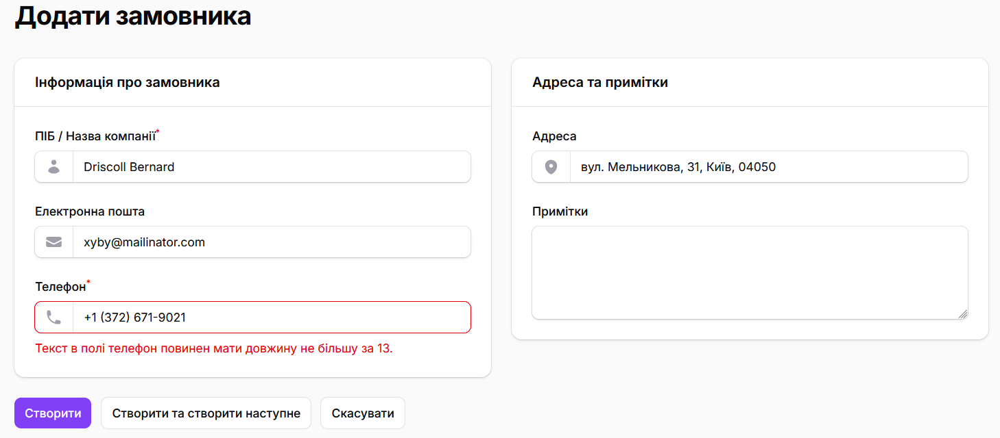 Додати замовника
Інформація про замовника
ПІБ / Назва компанії*
Driscoll Bernard
Електронна пошта
xyby@mailinator.com
Телефон*
+1 (372) 671-9021
Текст в полі телефон повинен мати довжину не більшу за 13.
Адреса та примітки
Адреса
вул. Мельникова, 31, Київ, 04050
Примітки
Створити
Створити та створити наступне
Скасувати